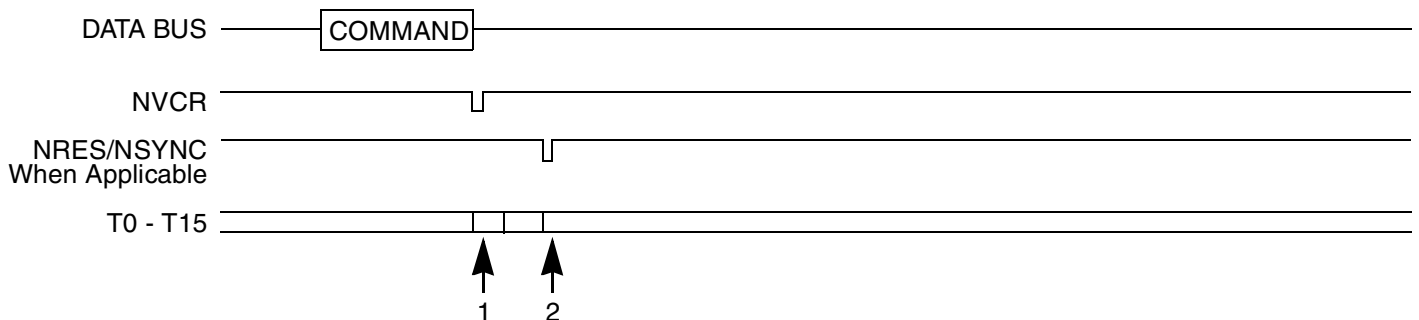 DATA BUS
COMMAND
NVCR
NRES/NSYNC
When Applicable
T0 - T15
1
2